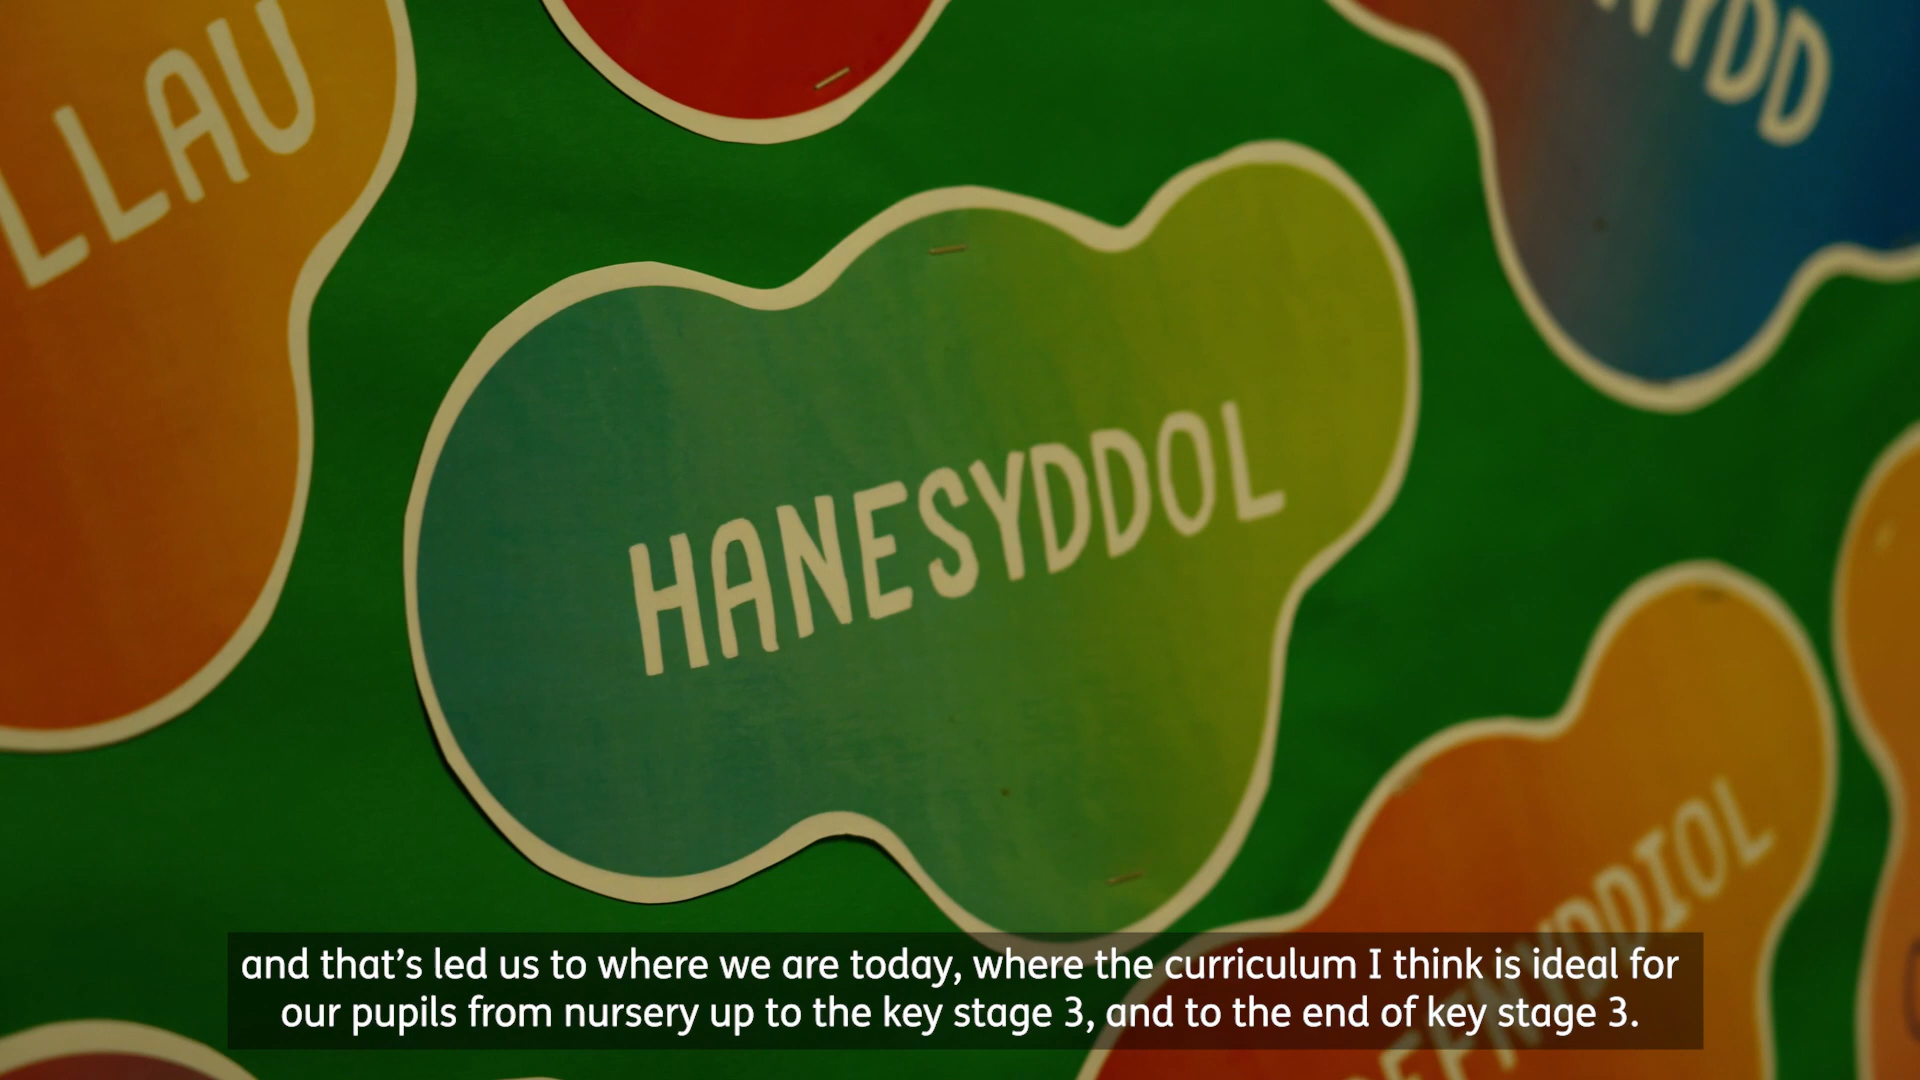 HANESYDDOL
and that's led us to where we are today, where the curriculum I think is ideal for
our pupils from nursery up to the key stage 3, and to the end of key stage 3.